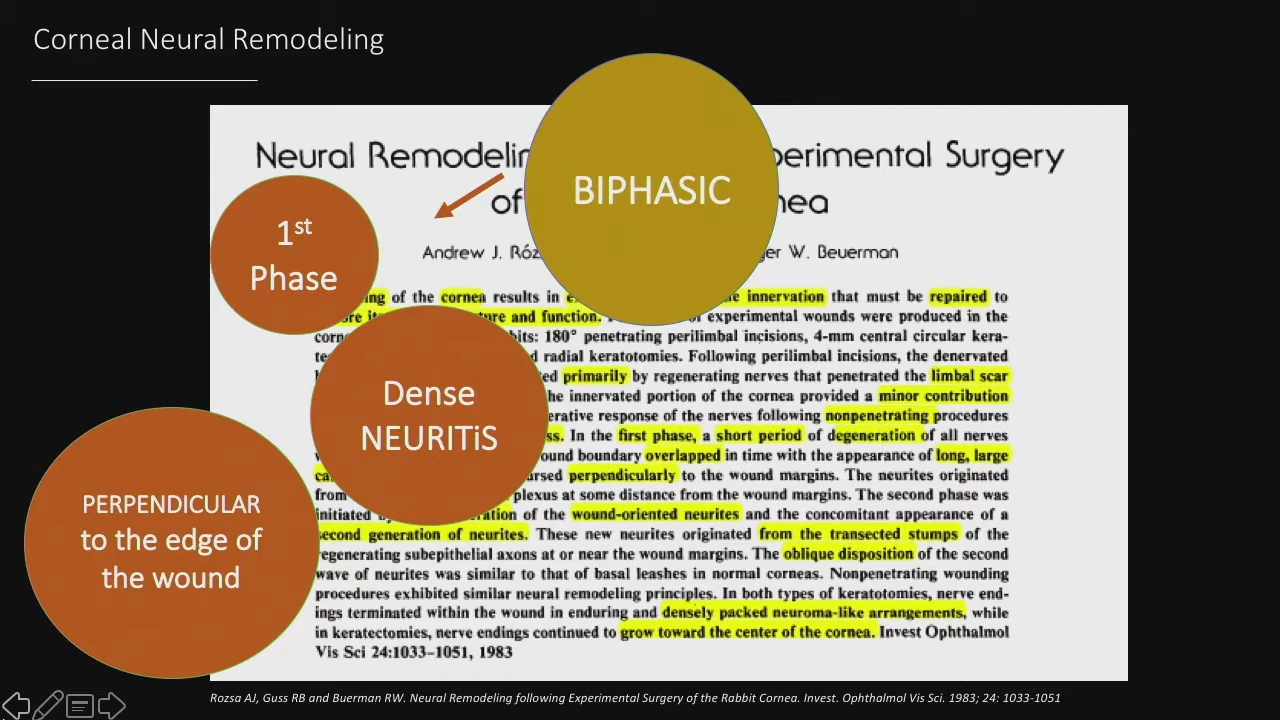 Corneal Neural Remodeling
Neural Remodelin perimental Surgery
of nea
BIPHASIC
1st
Phase
Andrew J. Róz ger W. Beuerman
ing of the cornea results in e e innervation that must be repaired to
ore its ture and function. of experimental wounds were produced in the
corn bits: 180° penetrating perilimbal incisions, 4-mm central circular kera-
te d radial keratotomies. Following perilimbal incisions, the denervated
ed primarily by regenerating nerves that penetrated the limbal scar
he innervated portion of the cornea provided a minor contribution
erative response of the nerves following nonpenetrating procedures
ss. In the first phase, a short period of degeneration of all nerves
ound boundary overlapped in time with the appearance of long, large
ca ursed perpendicularly to the wound margins. The neurites originated
from plexus at some distance from the wound margins. The second phase was
initiated ration of the wound-oriented neurites and the concomitant appearance of a
second generation of neurites. These new neurites originated from the transected stumps of the
regenerating subepithelial axons at or near the wound margins. The oblique disposition of the second
wave of neurites was similar to that of basal leashes in normal corneas. Nonpenetrating wounding
procedures exhibited similar neural remodeling principles. In both types of keratotomies, nerve end-
ings terminated within the wound in enduring and densely packed neuroma-like arrangements, while
in keratectomies, nerve endings continued to grow toward the center of the cornea. Invest Ophthalmol
Vis Sci 24:1033–1051, 1983
Dense
NEURITiS
PERPENDICULAR
to the edge of
the wound
Rozsa AJ, Guss RB and Buerman RW. Neural Remodeling following Experimental Surgery of the Rabbit Cornea. Invest. Ophthalmol Vis Sci. 1983; 24: 1033-1051